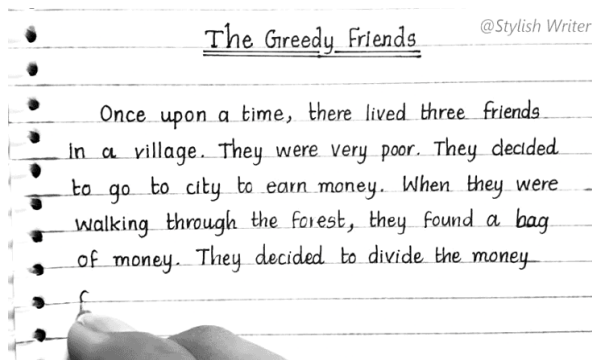 @Stylish Writer
The Greedy Friends
Once upon a time, there lived three friends
in a village. They were very poor. They decided
to go to city to earn money. When they were
walking through the forest, they found a bag
of money. They decided to divide the money